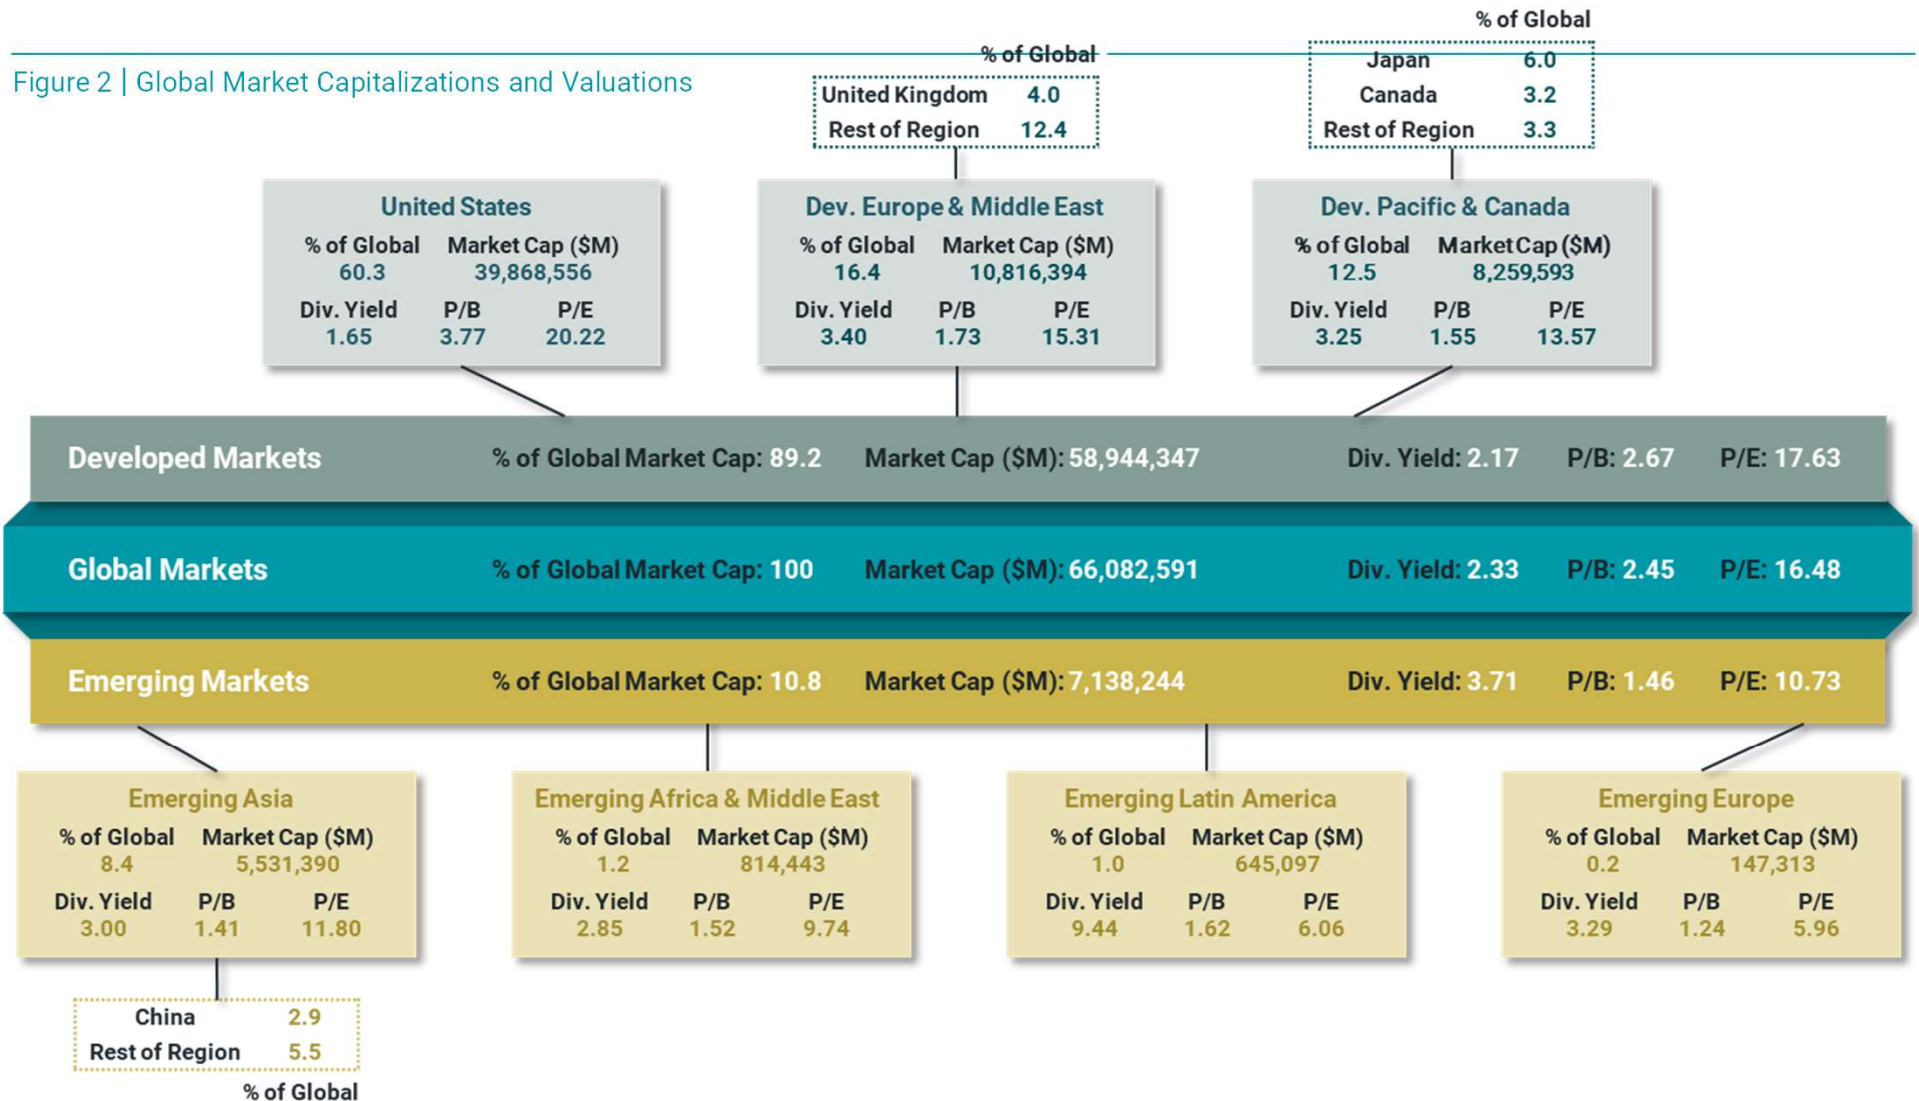 % of Global
Japan 6.0
Canada 3.2
Rest of Region 3.3
% of Global
United Kingdom 4.0
Rest of Region 12.4
Figure 2 | Global Market Capitalizations and Valuations
United States
% of Global Market Cap ($M)
60.3 39,868,556
Div. Yield P/B P/E
1.65 3.77 20.22
Dev. Europe & Middle East
% of Global Market Cap ($M)
16.4 10,816,394
Div. Yield P/B P/E
3.40 1.73 15.31
Dev. Pacific & Canada
% of Global Market Cap ($M)
12.5 8,259,593
Div. Yield P/B P/E
3.25 1.55 13.57
Developed Markets % of Global Market Cap: 89.2 Market Cap ($M): 58,944,347 Div. Yield: 2.17 P/B: 2.67 P/E: 17.63
Global Markets % of Global Market Cap: 100 Market Cap ($M): 66,082,591 Div. Yield: 2.33 P/B: 2.45 P/E: 16.48
Emerging Markets % of Global Market Cap: 10.8 Market Cap ($M): 7,138,244 Div. Yield: 3.71 P/B: 1.46 P/E: 10.73
Emerging Asia
% of Global Market Cap ($M)
8.4 5,531,390
Div. Yield P/B P/E
3.00 1.41 11.80
Emerging Africa & Middle East
% of Global Market Cap ($M)
1.2 814,443
Div. Yield P/B P/E
2.85 1.52 9.74
Emerging Latin America
% of Global Market Cap ($M)
1.0 645,097
Div. Yield P/B P/E
9.44 1.62 6.06
Emerging Europe
% of Global Market Cap ($M)
0.2 147,313
Div. Yield P/B P/E
3.29 1.24 5.96
China 2.9
Rest of Region 5.5
% of Global